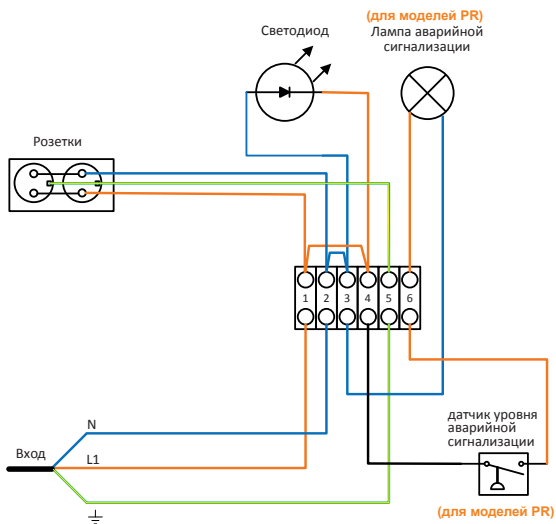 (для моделей PR)
Светодиод
Лампа аварийной
сигнализации
Розетки
1 2 3 4 5 6
N
Вход
L1
датчик уровня
аварийной
сигнализации
(для моделей PR)